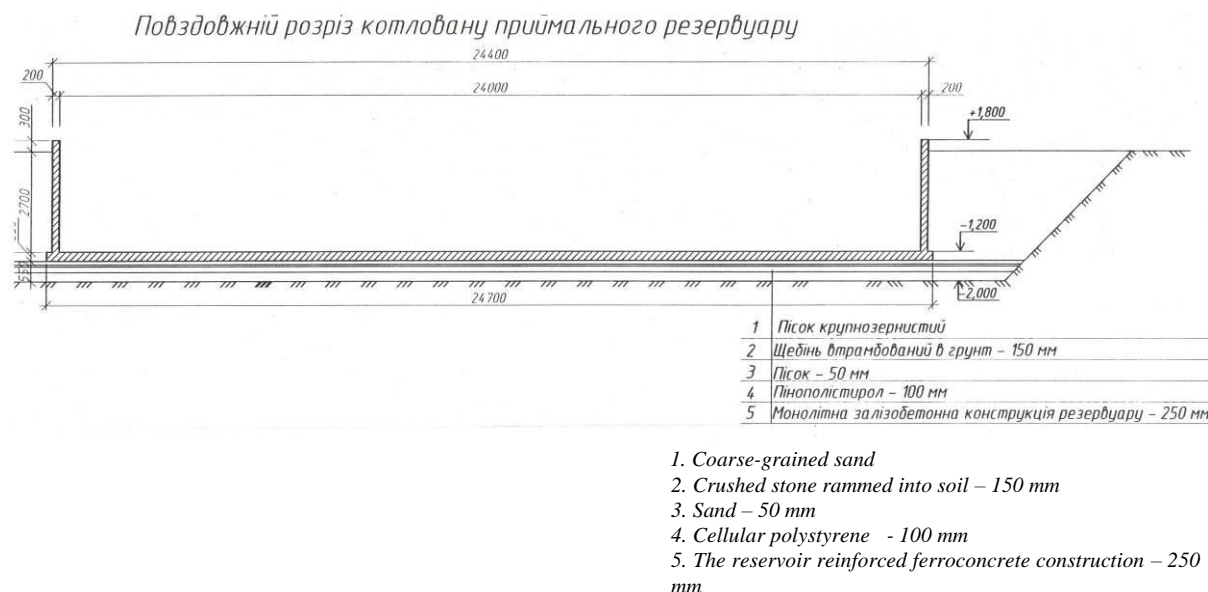 Повздовжній розріз котловану приймального резервуару
24400
200
24000
200
300
+1,800
2700
-1,200
-2,000
24700
1 Пісок крупнозернистий
2 Щебінь втрамбований в грунт – 150 мм
3 Пісок – 50 мм
4 Пінополістирол – 100 мм
5 Монолітна залізобетонна конструкція резервуару – 250 мм
1. Coarse-grained sand
2. Crushed stone rammed into soil – 150 mm
3. Sand – 50 mm
4. Cellular polystyrene - 100 mm
5. The reservoir reinforced ferroconcrete construction – 250
mm